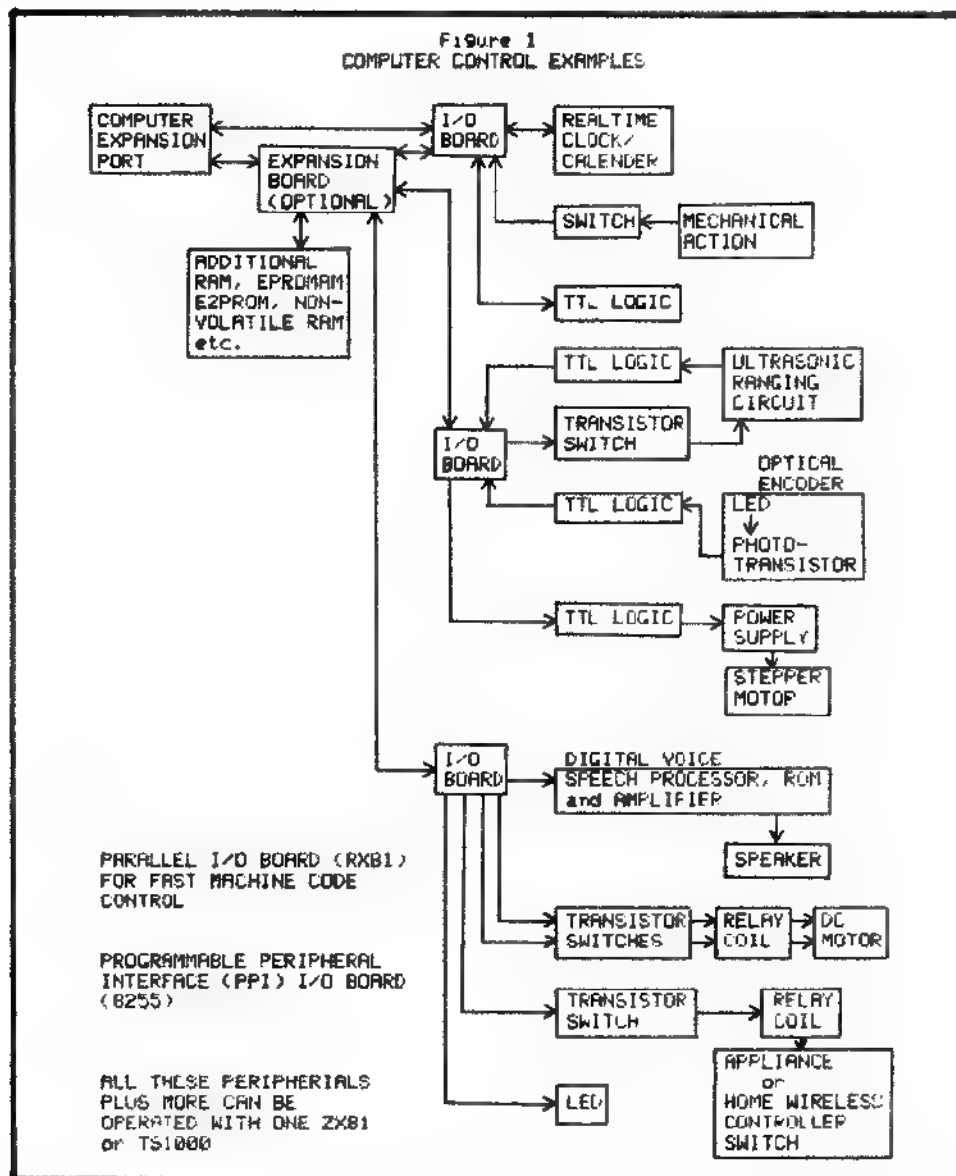 Figure 1
COMPUTER CONTROL EXAMPLES
COMPUTER
EXPANSION
PORT
I/O
BOARD
REALTIME
CLOCK/
CALENDER
EXPANSION
BOARD
(OPTIONAL)
SWITCH
MECHANICAL
ACTION
ADDITIONAL
RAM, EPROMAM
E2PROM, NON-
VOLATILE RAM
etc.
TTL LOGIC
TTL LOGIC
ULTRASONIC
RANGING
CIRCUIT
I/O
BOARD
TRANSISTOR
SWITCH
OPTICAL
ENCODER
TTL LOGIC
LED
PHOTO-
TRANSISTOR
TTL LOGIC
POWER
SUPPLY
STEPPER
MOTOR
I/O
BOARD
DIGITAL VOICE
SPEECH PROCESSOR, ROM
and AMPLIFIER
SPEAKER
PARALLEL I/O BOARD (RX81)
FOR FAST MACHINE CODE
CONTROL
TRANSISTOR
SWITCHES
RELAY
COIL
DC
MOTOR
PROGRAMMABLE PERIPHERAL
INTERFACE (PPI) I/O BOARD
(8255)
TRANSISTOR
SWITCH
RELAY
COIL
APPLIANCE
or
HOME WIRELESS
CONTROLLER
SWITCH
ALL THESE PERIPHERIALS
PLUS MORE CAN BE
OPERATED WITH ONE ZX81
or TS1000
LED